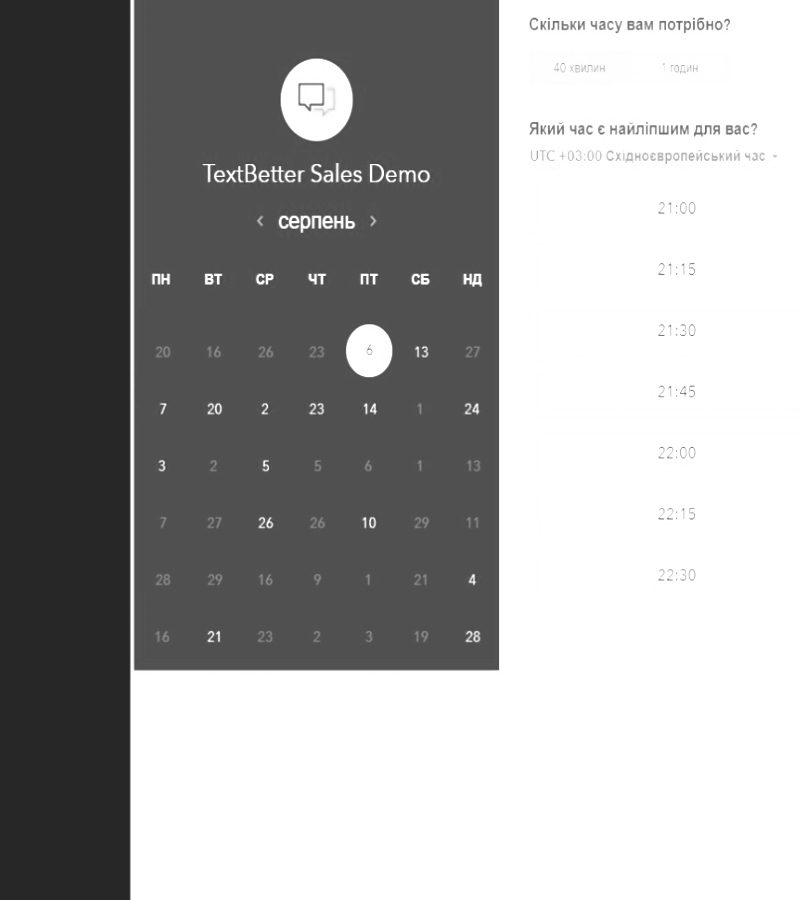 TextBetter Sales Demo
‹ серпень ›
ПН ВТ СР ЧТ ПТ СБ НД
20 16 26 23 6 13 27
7 20 2 23 14 1 24
3 2 5 5 6 1 13
7 27 26 26 10 29 11
28 29 16 9 1 21 4
16 21 23 2 3 19 28
Скільки часу вам потрібно?
40 хвилин 1 годин
Який час є найліпшим для вас?
UTC +03:00 Східноєвропейський час
21:00
21:15
21:30
21:45
22:00
22:15
22:30